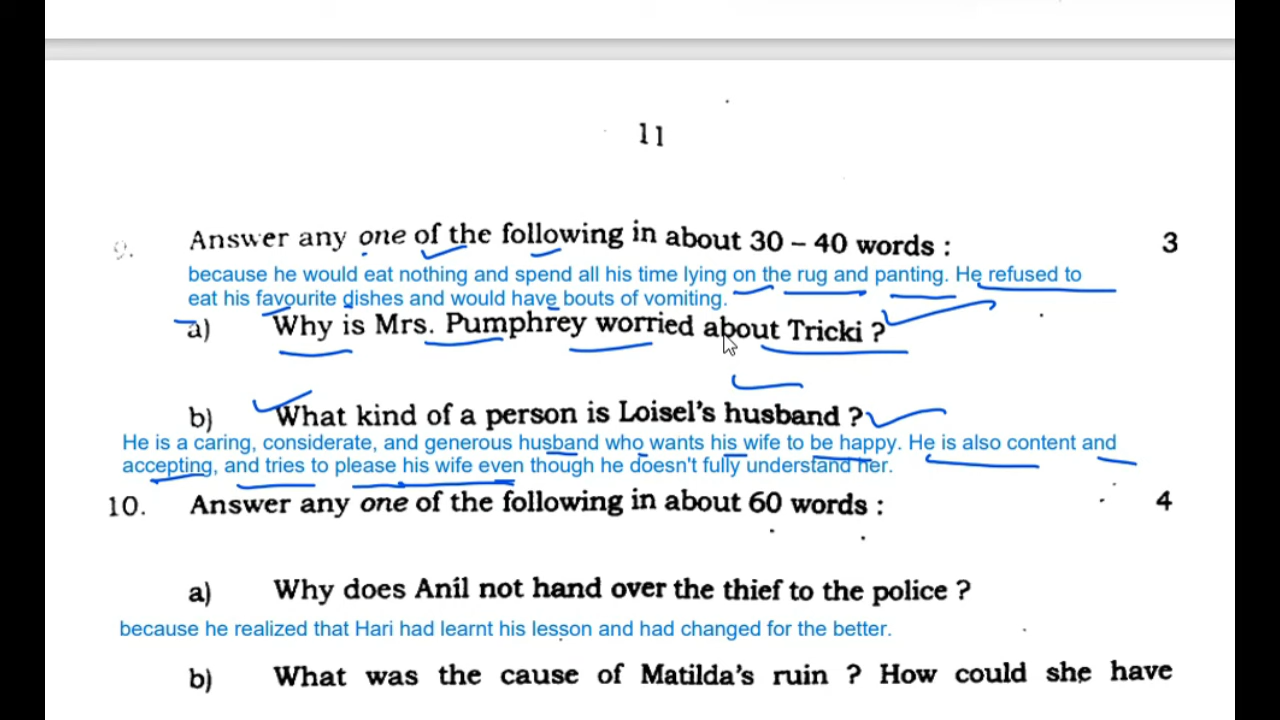 11
9. Answer any one of the following in about 30 – 40 words : 3
because he would eat nothing and spend all his time lying on the rug and panting. He refused to
eat his favourite dishes and would have bouts of vomiting.
a) Why is Mrs. Pumphrey worried about Tricki ?
b) What kind of a person is Loisel's husband ?
He is a caring, considerate, and generous husband who wants his wife to be happy. He is also content and
accepting, and tries to please his wife even though he doesn't fully understand her.
10. Answer any one of the following in about 60 words : 4
a) Why does Anil not hand over the thief to the police ?
because he realized that Hari had learnt his lesson and had changed for the better.
b) What was the cause of Matilda's ruin ? How could she have